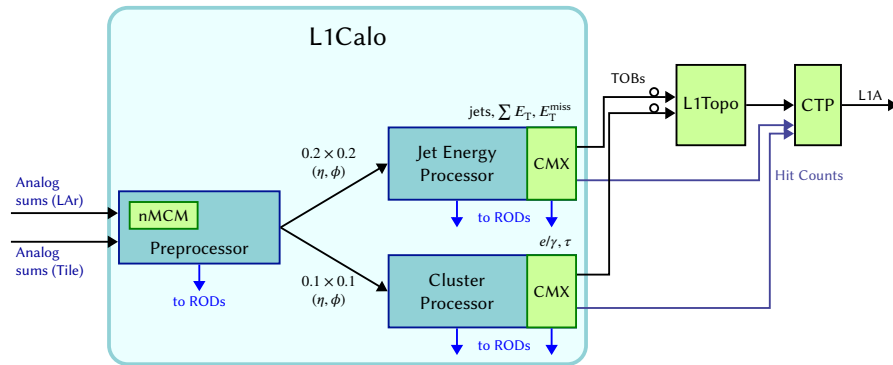 L1Calo
TOBs
L1Topo
CTP
L1A
jets, ∑ E_T, E_T^miss
0.2 × 0.2
(η, ϕ)
Jet Energy
Processor
CMX
to RODs
Hit Counts
Analog
sums (LAr)
nMCM
Preprocessor
Analog
sums (Tile)
to RODs
0.1 × 0.1
(η, ϕ)
e/γ, τ
Cluster
Processor
CMX
to RODs